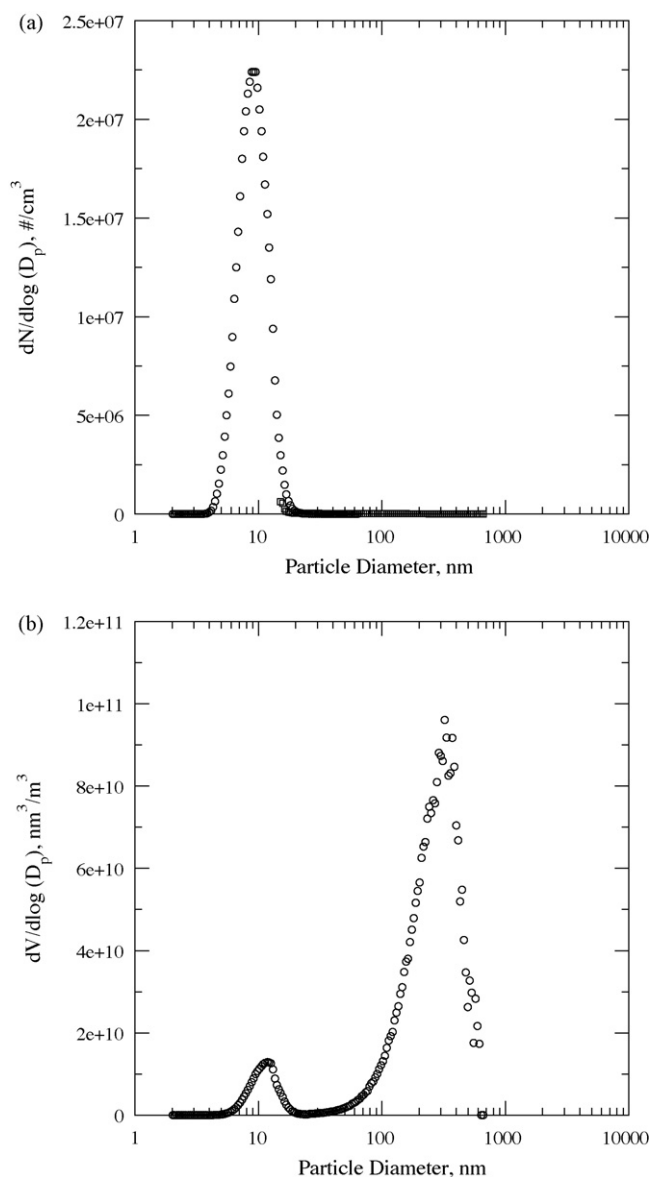 (a)
2.5e+07
2e+07
1.5e+07
1e+07
5e+06
0
dN/dlog (D_p), #/cm^3
1 10 100 1000 10000
Particle Diameter, nm
(b)
1.2e+11
1e+11
8e+10
6e+10
4e+10
2e+10
0
dV/dlog (D_p), nm^3/m^3
1 10 100 1000 10000
Particle Diameter, nm